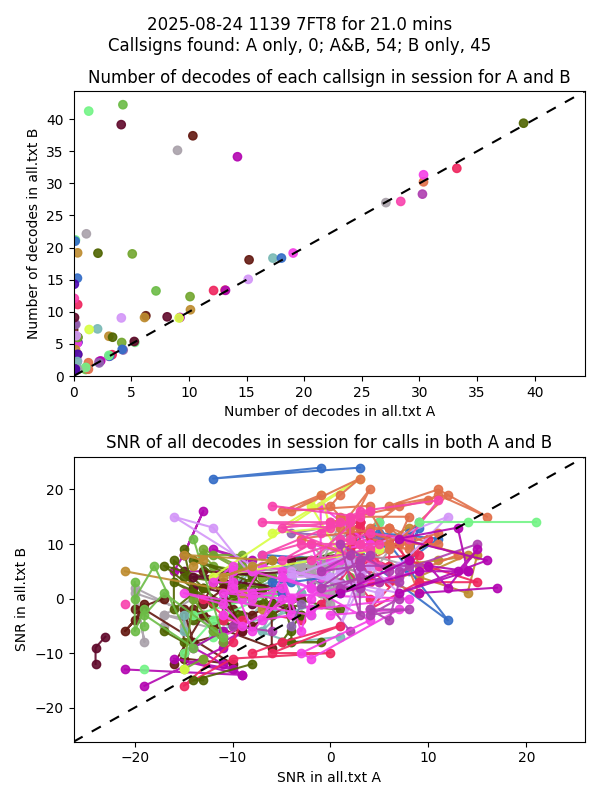 2025-08-24 1139 7FT8 for 21.0 mins
Callsigns found: A only, 0; A&B, 54; B only, 45
Number of decodes of each callsign in session for A and B
Number of decodes in all.txt B
40
35
30
25
20
15
10
5
0
0 5 10 15 20 25 30 35 40
Number of decodes in all.txt A
SNR of all decodes in session for calls in both A and B
SNR in all.txt B
20
10
0
−10
−20
−20 −10 0 10 20
SNR in all.txt A